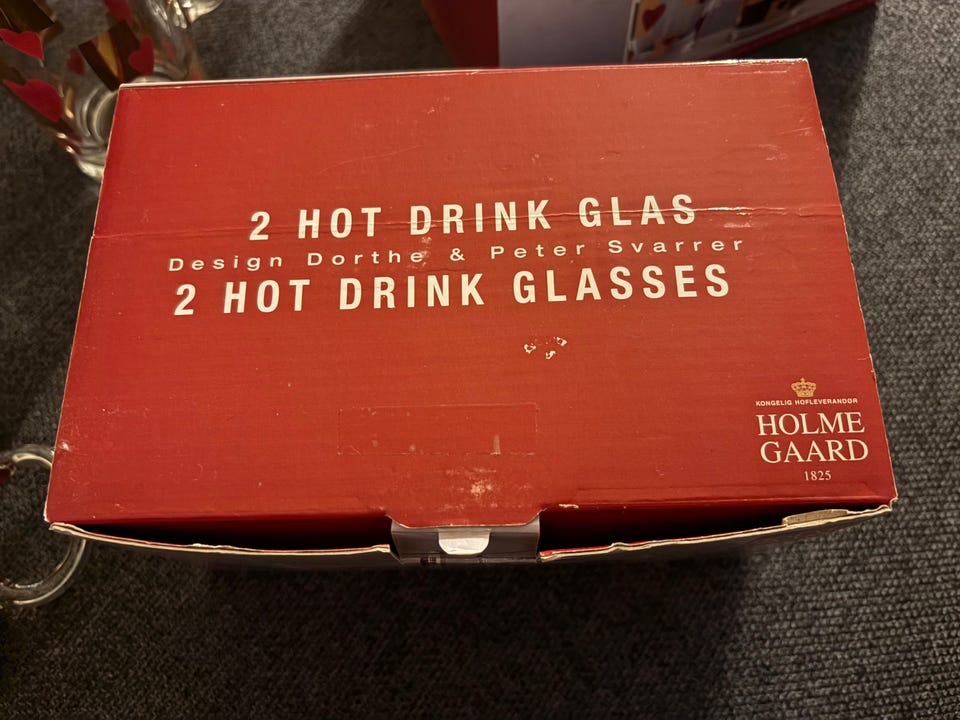 2 HOT DRINK GLAS
Design Dorthe & Peter Svarrer
2 HOT DRINK GLASSES
KONGELIG HOFLEVERANDØR
HOLME
GAARD
1825